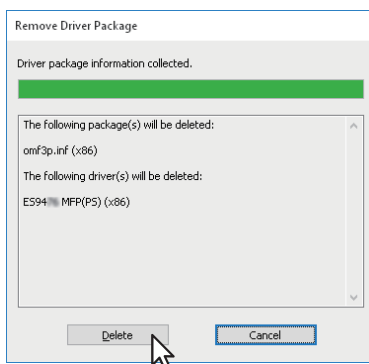 Remove Driver Package
Driver package information collected.
The following package(s) will be deleted:
omf3p.inf (x86)
The following driver(s) will be deleted:
MFP(PS) (x86)
Delete
Cancel